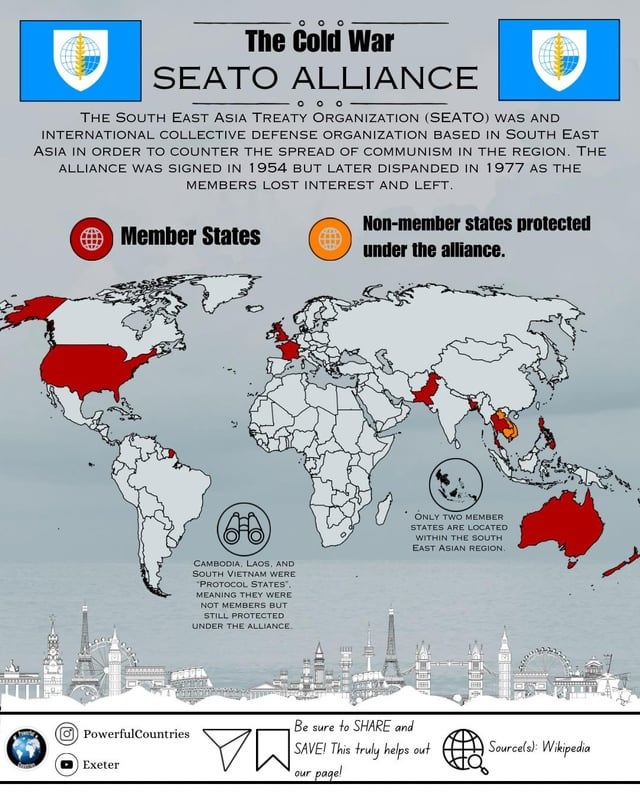 The Cold War
SEATO ALLIANCE
The South East Asia Treaty Organization (SEATO) was and
international collective defense organization based in South East
Asia in order to counter the spread of communism in the region. The
alliance was signed in 1954 but later dispanded in 1977 as the
members lost interest and left.
Member States
Non-member states protected
under the alliance.
Only two member
states are located
within the South
East Asian region.
Cambodia, Laos, and
South Vietnam were
"Protocol States",
meaning they were
not members but
still protected
under the alliance.
PowerfulCountries
Exeter
Be sure to SHARE and
SAVE! This truly helps out
our page!
Source(s): Wikipedia